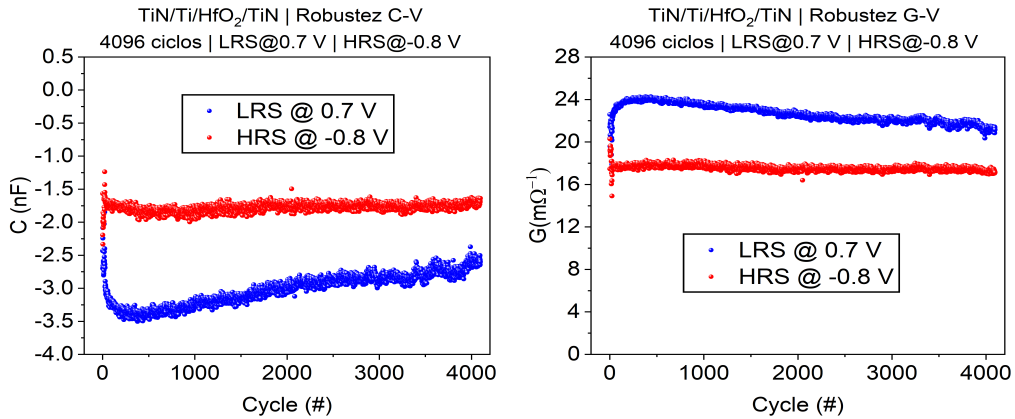 TiN/Ti/HfO₂/TiN | Robustez C-V
4096 ciclos | LRS@0.7 V | HRS@-0.8 V
0.5
0.0
-0.5
-1.0
-1.5
-2.0
-2.5
-3.0
-3.5
-4.0
C (nF)
LRS @ 0.7 V
HRS @ -0.8 V
0
1000
2000
3000
4000
Cycle (#)
TiN/Ti/HfO₂/TiN | Robustez G-V
4096 ciclos | LRS@0.7 V | HRS@-0.8 V
28
24
20
16
12
8
4
0
G(mΩ⁻¹)
LRS @ 0.7 V
HRS @ -0.8 V
0
1000
2000
3000
4000
Cycle (#)